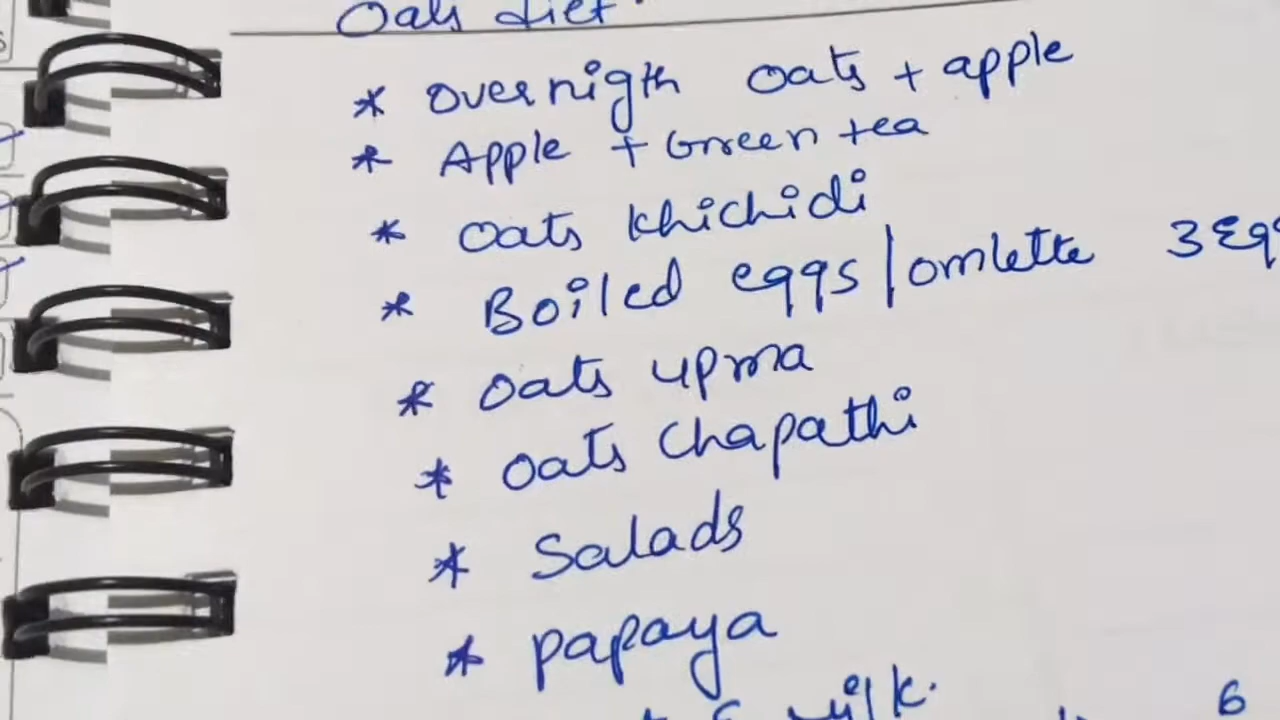 Oats diet
* overnigth oats + apple
* Apple + Green tea
* oats khichidi
* Boiled eggs/omlette 3 Eggs
* oats upma
* oats chapathi
* Salads
* papaya
milk.
6